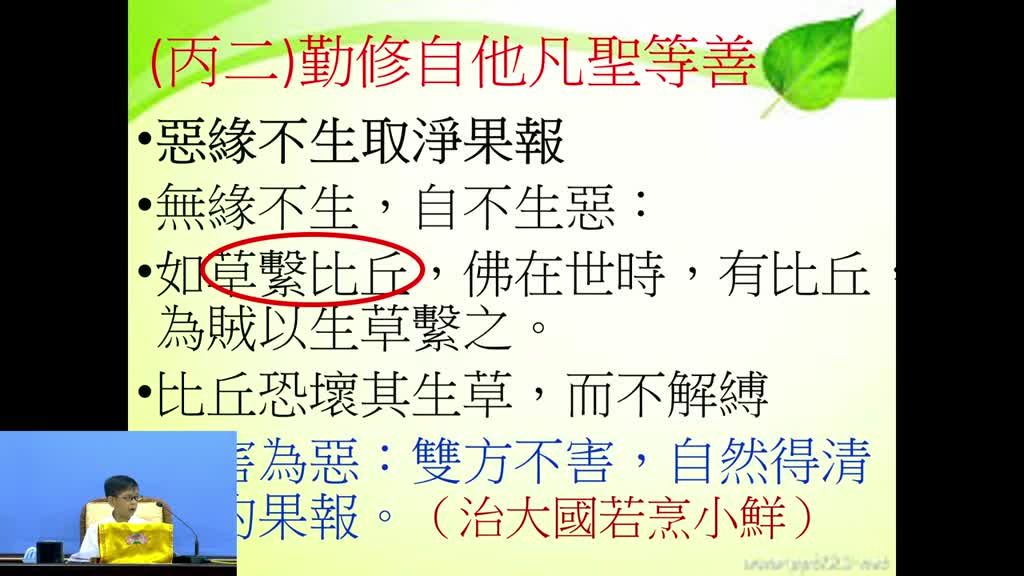 (丙二)勤修自他凡聖等善
•惡緣不生取淨果報
•無緣不生，自不生惡：
•如草繫比丘，佛在世時，有比丘，
為賊以生草繫之。
•比丘恐壞其生草，而不解縛
害為惡：雙方不害，自然得清
的果報。（治大國若烹小鮮）